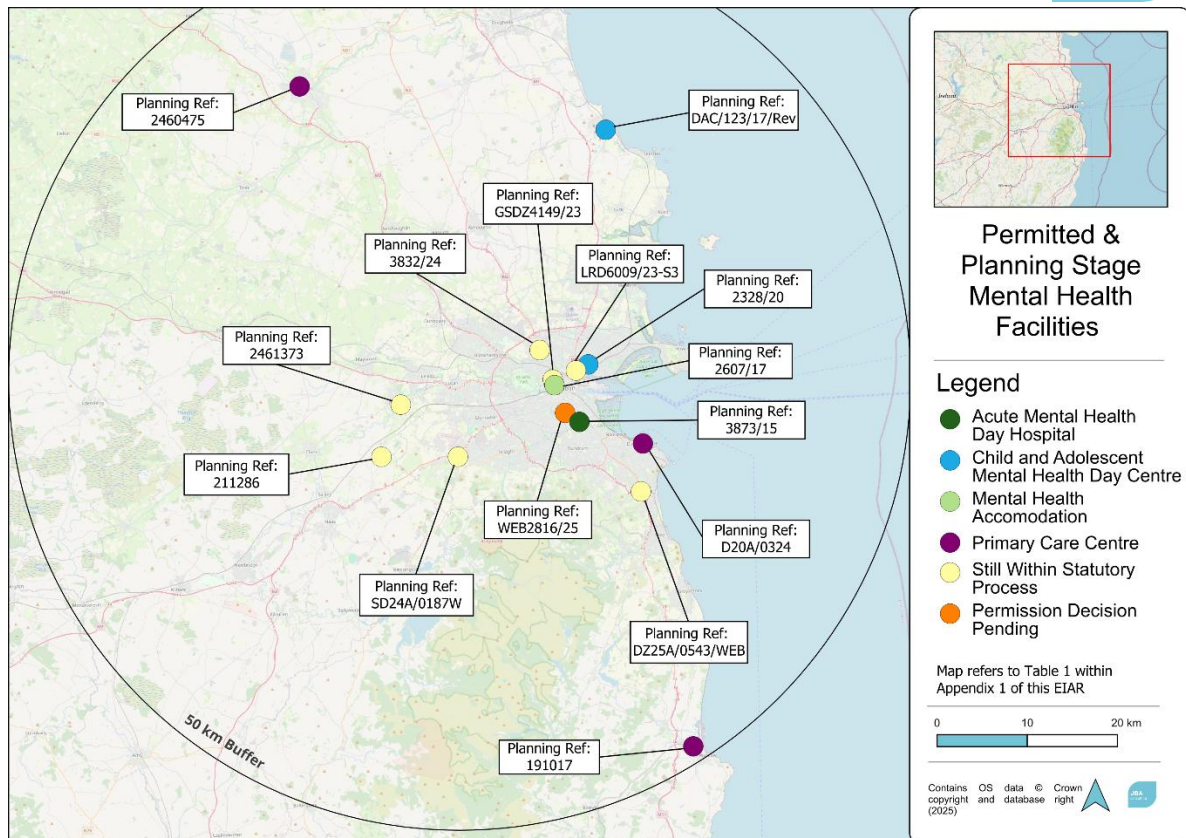 Planning Ref:
2460475
Planning Ref:
DAC/123/17/Rev
Planning Ref:
GSDZ4149/23
Planning Ref:
3832/24
Planning Ref:
LRD6009/23-S3
Planning Ref:
2328/20
Planning Ref:
2461373
Planning Ref:
2607/17
Planning Ref:
3873/15
Planning Ref:
211286
Planning Ref:
WEB2816/25
Planning Ref:
D20A/0324
Planning Ref:
SD24A/0187W
Planning Ref:
DZ25A/0543/WEB
50 km Buffer
Planning Ref:
191017
Permitted &
Planning Stage
Mental Health
Facilities
Legend
Acute Mental Health
Day Hospital
Child and Adolescent
Mental Health Day Centre
Mental Health
Accomodation
Primary Care Centre
Still Within Statutory
Process
Permission Decision
Pending
Map refers to Table 1 within
Appendix 1 of this EIAR
0 10 20 km
Contains OS data © Crown
copyright and database right
(2025)
JBA